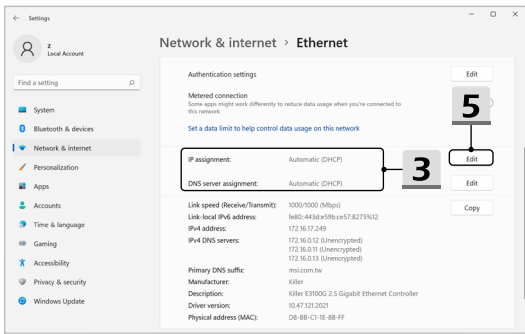 Settings
z
Local Account
Find a setting
System
Bluetooth & devices
Network & internet
Personalization
Apps
Accounts
Time & language
Gaming
Accessibility
Privacy & security
Windows Update
Network & internet > Ethernet
Authentication settings Edit
Metered connection
Some apps might work differently to reduce data usage when you're connected to
this network
5
Set a data limit to help control data usage on this network
IP assignment: Automatic (DHCP) Edit
3
DNS server assignment: Automatic (DHCP) Edit
Link speed (Receive/Transmit): 1000/1000 (Mbps) Copy
Link-local IPv6 address: fe80::443d:e59b:ce57:8275%12
IPv4 address: 172.16.17.249
IPv4 DNS servers: 172.16.0.12 (Unencrypted)
172.16.0.11 (Unencrypted)
172.16.0.13 (Unencrypted)
Primary DNS suffix: msi.com.tw
Manufacturer: Killer
Description: Killer E3100G 2.5 Gigabit Ethernet Controller
Driver version: 10.47.121.2021
Physical address (MAC): D8-BB-C1-1E-8B-FF